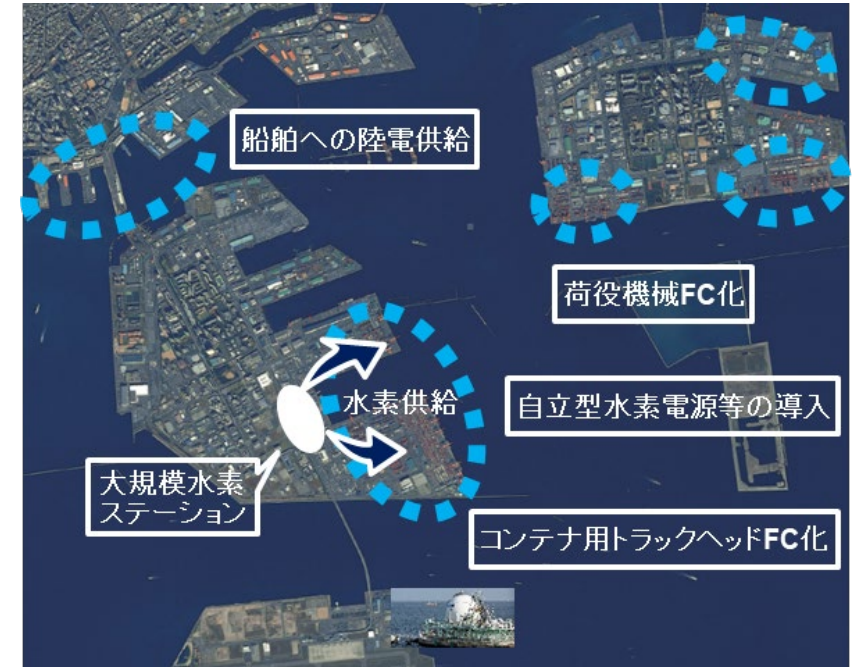 船舶への陸電供給
荷役機械FC化
水素供給
自立型水素電源等の導入
大規模水素
ステーション
コンテナ用トラックヘッドFC化